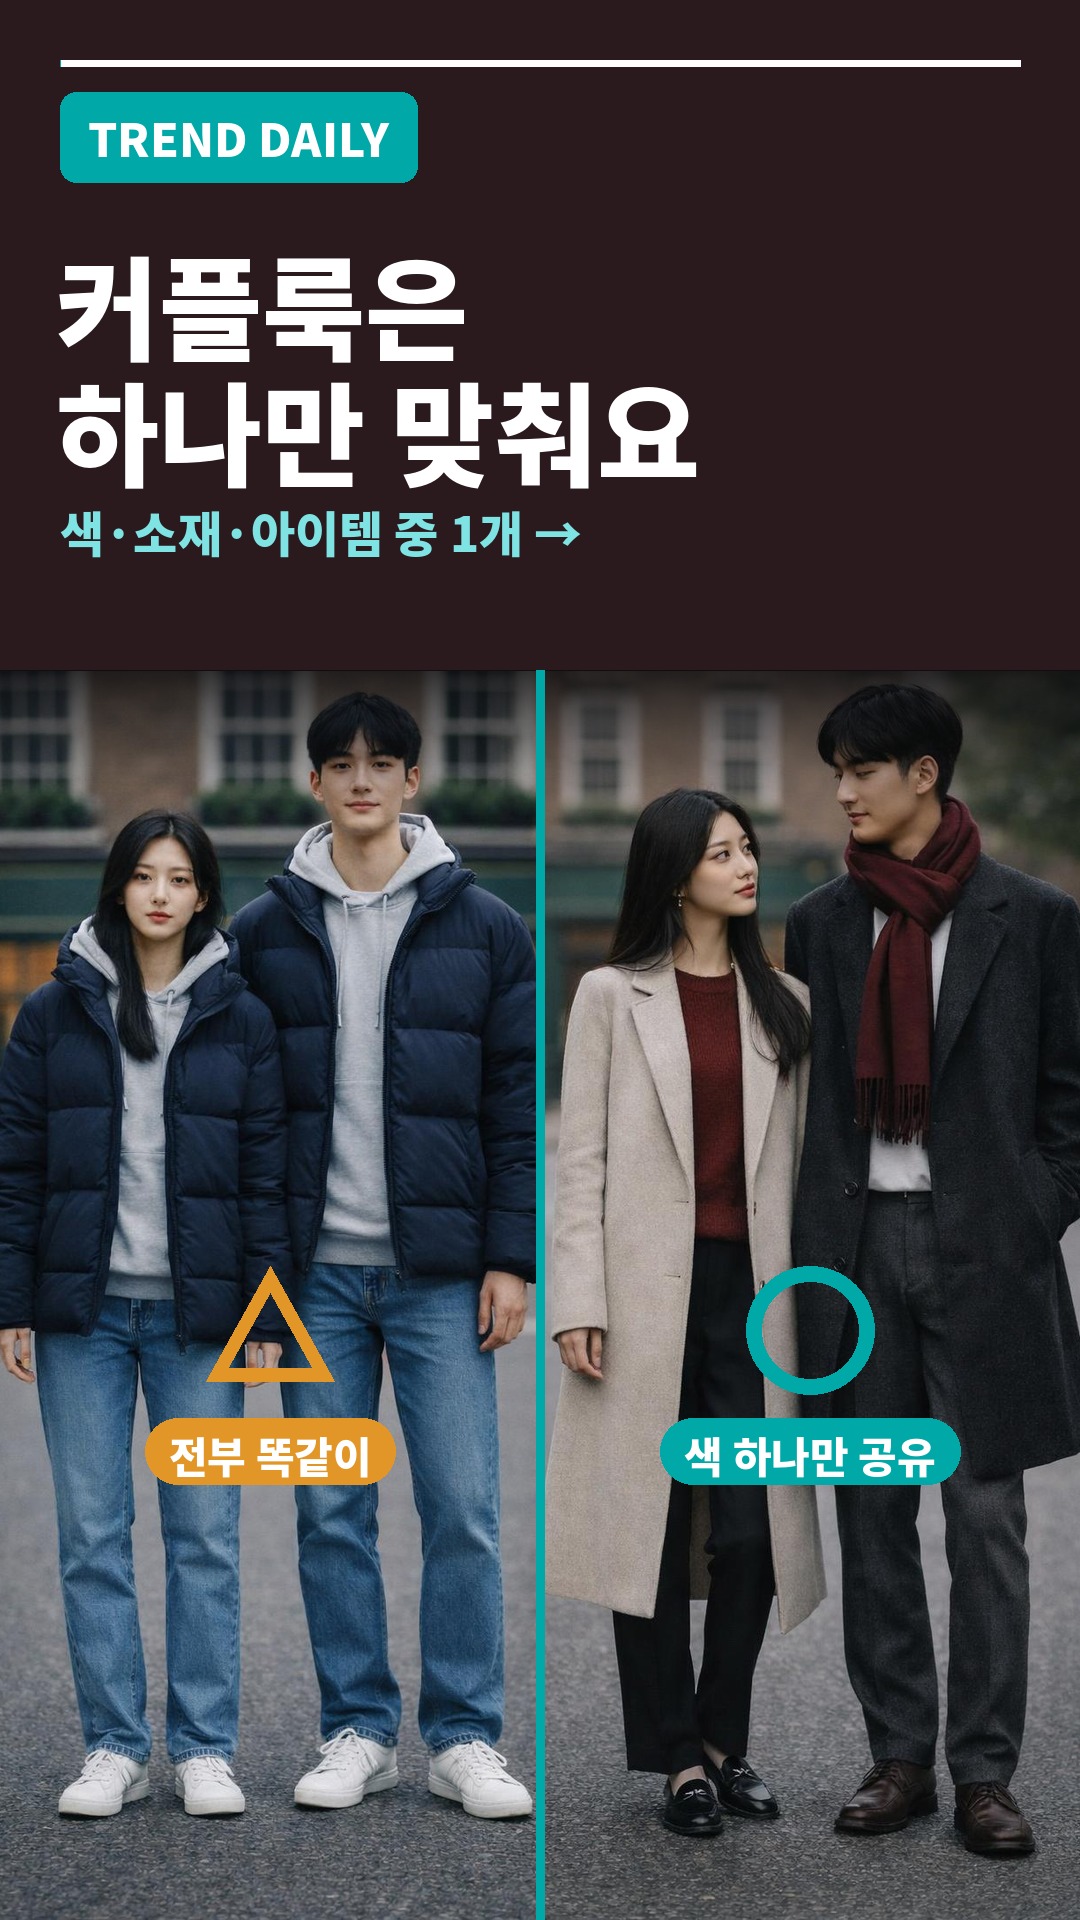 TREND DAILY
커플룩은
하나만 맞춰요
색·소재·아이템 중 1개 →
전부 똑같이
색 하나만 공유